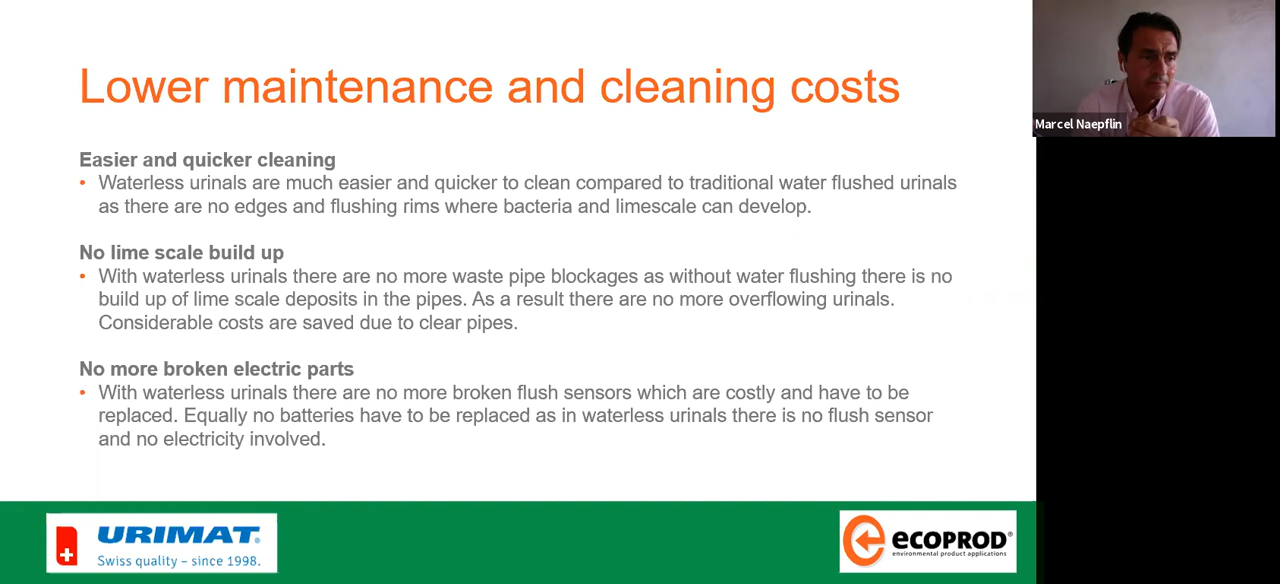 Lower maintenance and cleaning costs
Marcel Naepflin
Easier and quicker cleaning
• Waterless urinals are much easier and quicker to clean compared to traditional water flushed urinals
as there are no edges and flushing rims where bacteria and limescale can develop.
No lime scale build up
• With waterless urinals there are no more waste pipe blockages as without water flushing there is no
build up of lime scale deposits in the pipes. As a result there are no more overflowing urinals.
Considerable costs are saved due to clear pipes.
No more broken electric parts
• With waterless urinals there are no more broken flush sensors which are costly and have to be
replaced. Equally no batteries have to be replaced as in waterless urinals there is no flush sensor
and no electricity involved.
URIMAT®
Swiss quality – since 1998.
ECOPROD®
environmental product applications